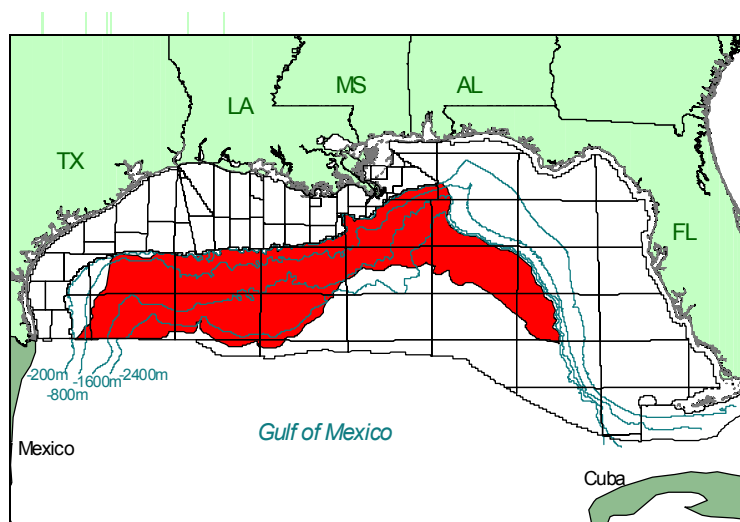 MS
AL
LA
TX
FL
-200m
-1600m
-2400m
-800m
Gulf of Mexico
Mexico
Cuba